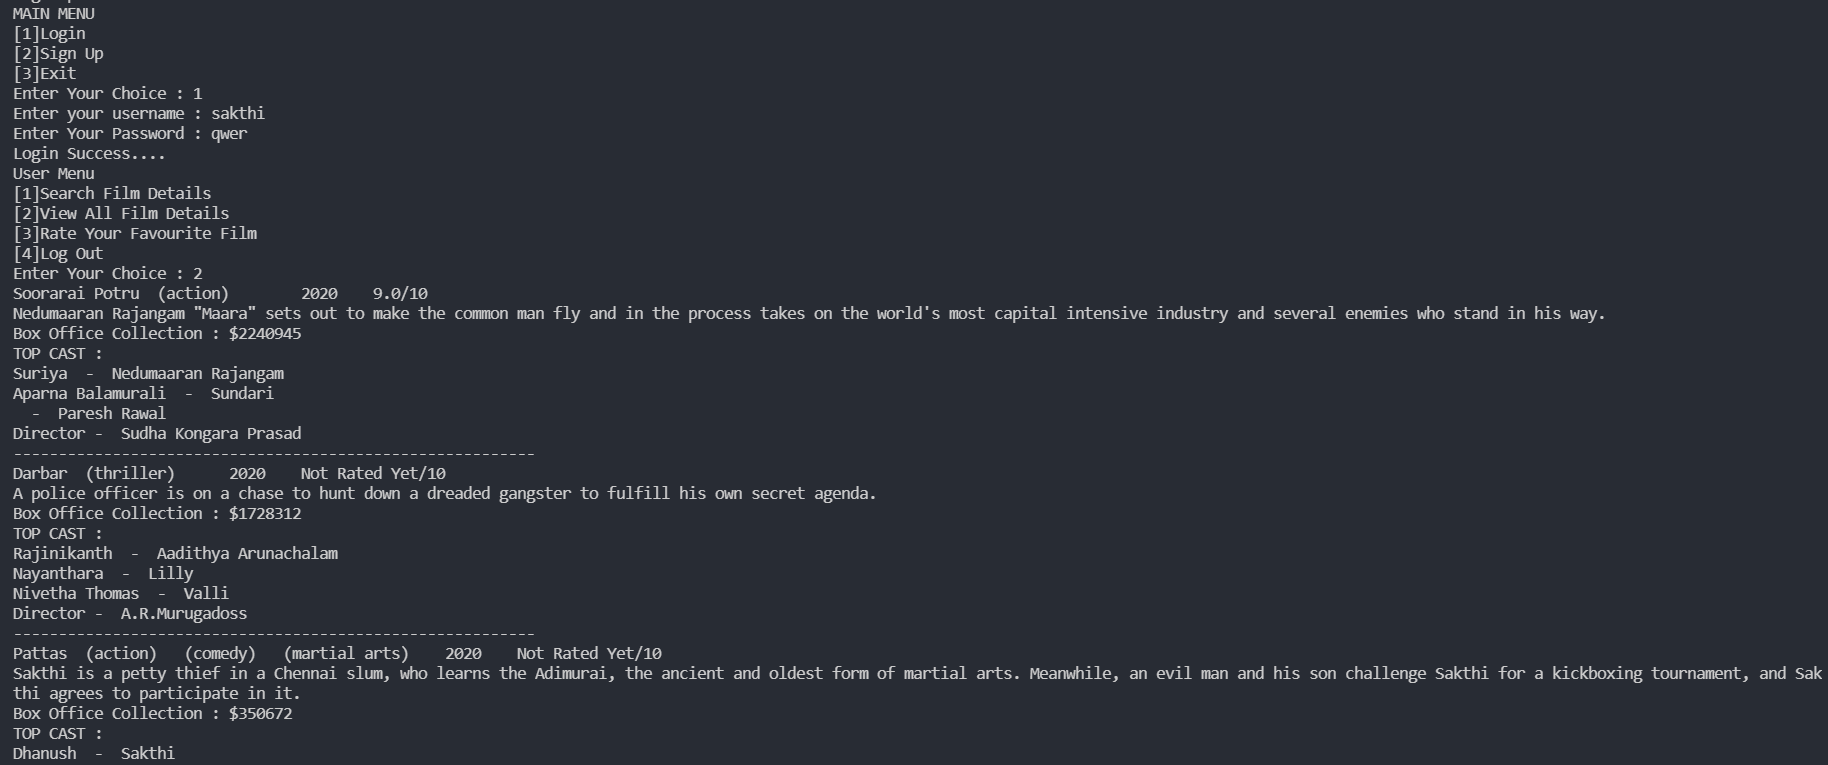 MAIN MENU
[1]Login
[2]Sign Up
[3]Exit
Enter Your Choice : 1
Enter your username : sakthi
Enter Your Password : qwer
Login Success....
User Menu
[1]Search Film Details
[2]View All Film Details
[3]Rate Your Favourite Film
[4]Log Out
Enter Your Choice : 2
Soorarai Potru  (action)        2020    9.0/10
Nedumaaran Rajangam "Maara" sets out to make the common man fly and in the process takes on the world's most capital intensive industry and several enemies who stand in his way.
Box Office Collection : $2240945
TOP CAST :
Suriya  -  Nedumaaran Rajangam
Aparna Balamurali  -  Sundari
  -  Paresh Rawal
Director -  Sudha Kongara Prasad
----------------------------------------------------------
Darbar  (thriller)      2020    Not Rated Yet/10
A police officer is on a chase to hunt down a dreaded gangster to fulfill his own secret agenda.
Box Office Collection : $1728312
TOP CAST :
Rajinikanth  -  Aadithya Arunachalam
Nayanthara  -  Lilly
Nivetha Thomas  -  Valli
Director -  A.R.Murugadoss
----------------------------------------------------------
Pattas  (action)   (comedy)   (martial arts)    2020    Not Rated Yet/10
Sakthi is a petty thief in a Chennai slum, who learns the Adimurai, the ancient and oldest form of martial arts. Meanwhile, an evil man and his son challenge Sakthi for a kickboxing tournament, and Sak
thi agrees to participate in it.
Box Office Collection : $350672
TOP CAST :
Dhanush  -  Sakthi